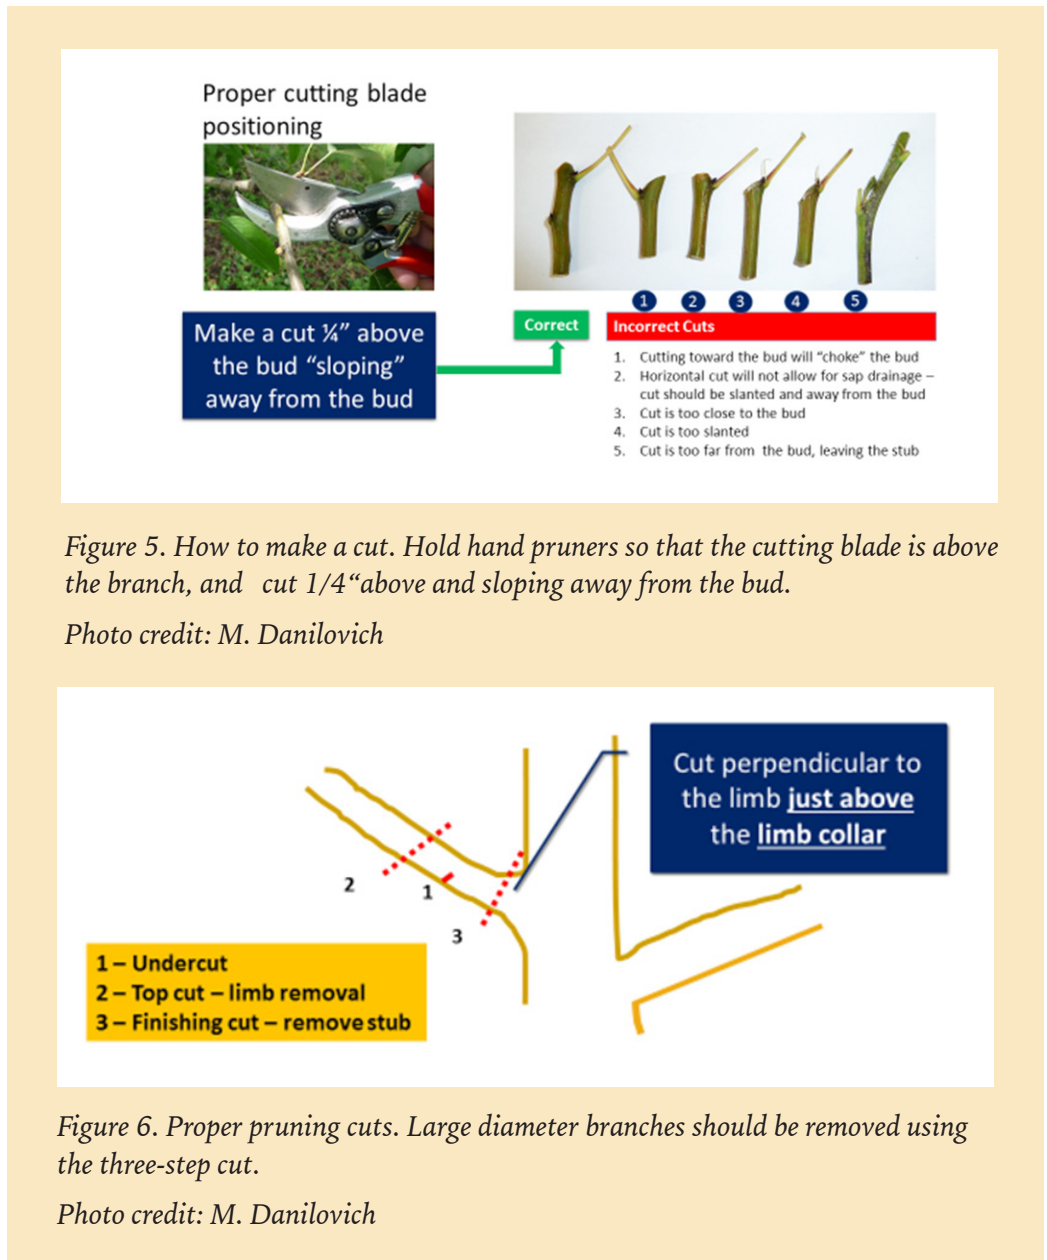 Proper cutting blade
positioning
Make a cut ¼” above
the bud “sloping”
away from the bud
Correct
1 2 3 4 5
Incorrect Cuts
1. Cutting toward the bud will “choke” the bud
2. Horizontal cut will not allow for sap drainage –
cut should be slanted and away from the bud
3. Cut is too close to the bud
4. Cut is too slanted
5. Cut is too far from the bud, leaving the stub
Figure 5. How to make a cut. Hold hand pruners so that the cutting blade is above
the branch, and cut 1/4“above and sloping away from the bud.
Photo credit: M. Danilovich
Cut perpendicular to
the limb just above
the limb collar
2
1
3
1 – Undercut
2 – Top cut – limb removal
3 – Finishing cut – remove stub
Figure 6. Proper pruning cuts. Large diameter branches should be removed using
the three-step cut.
Photo credit: M. Danilovich